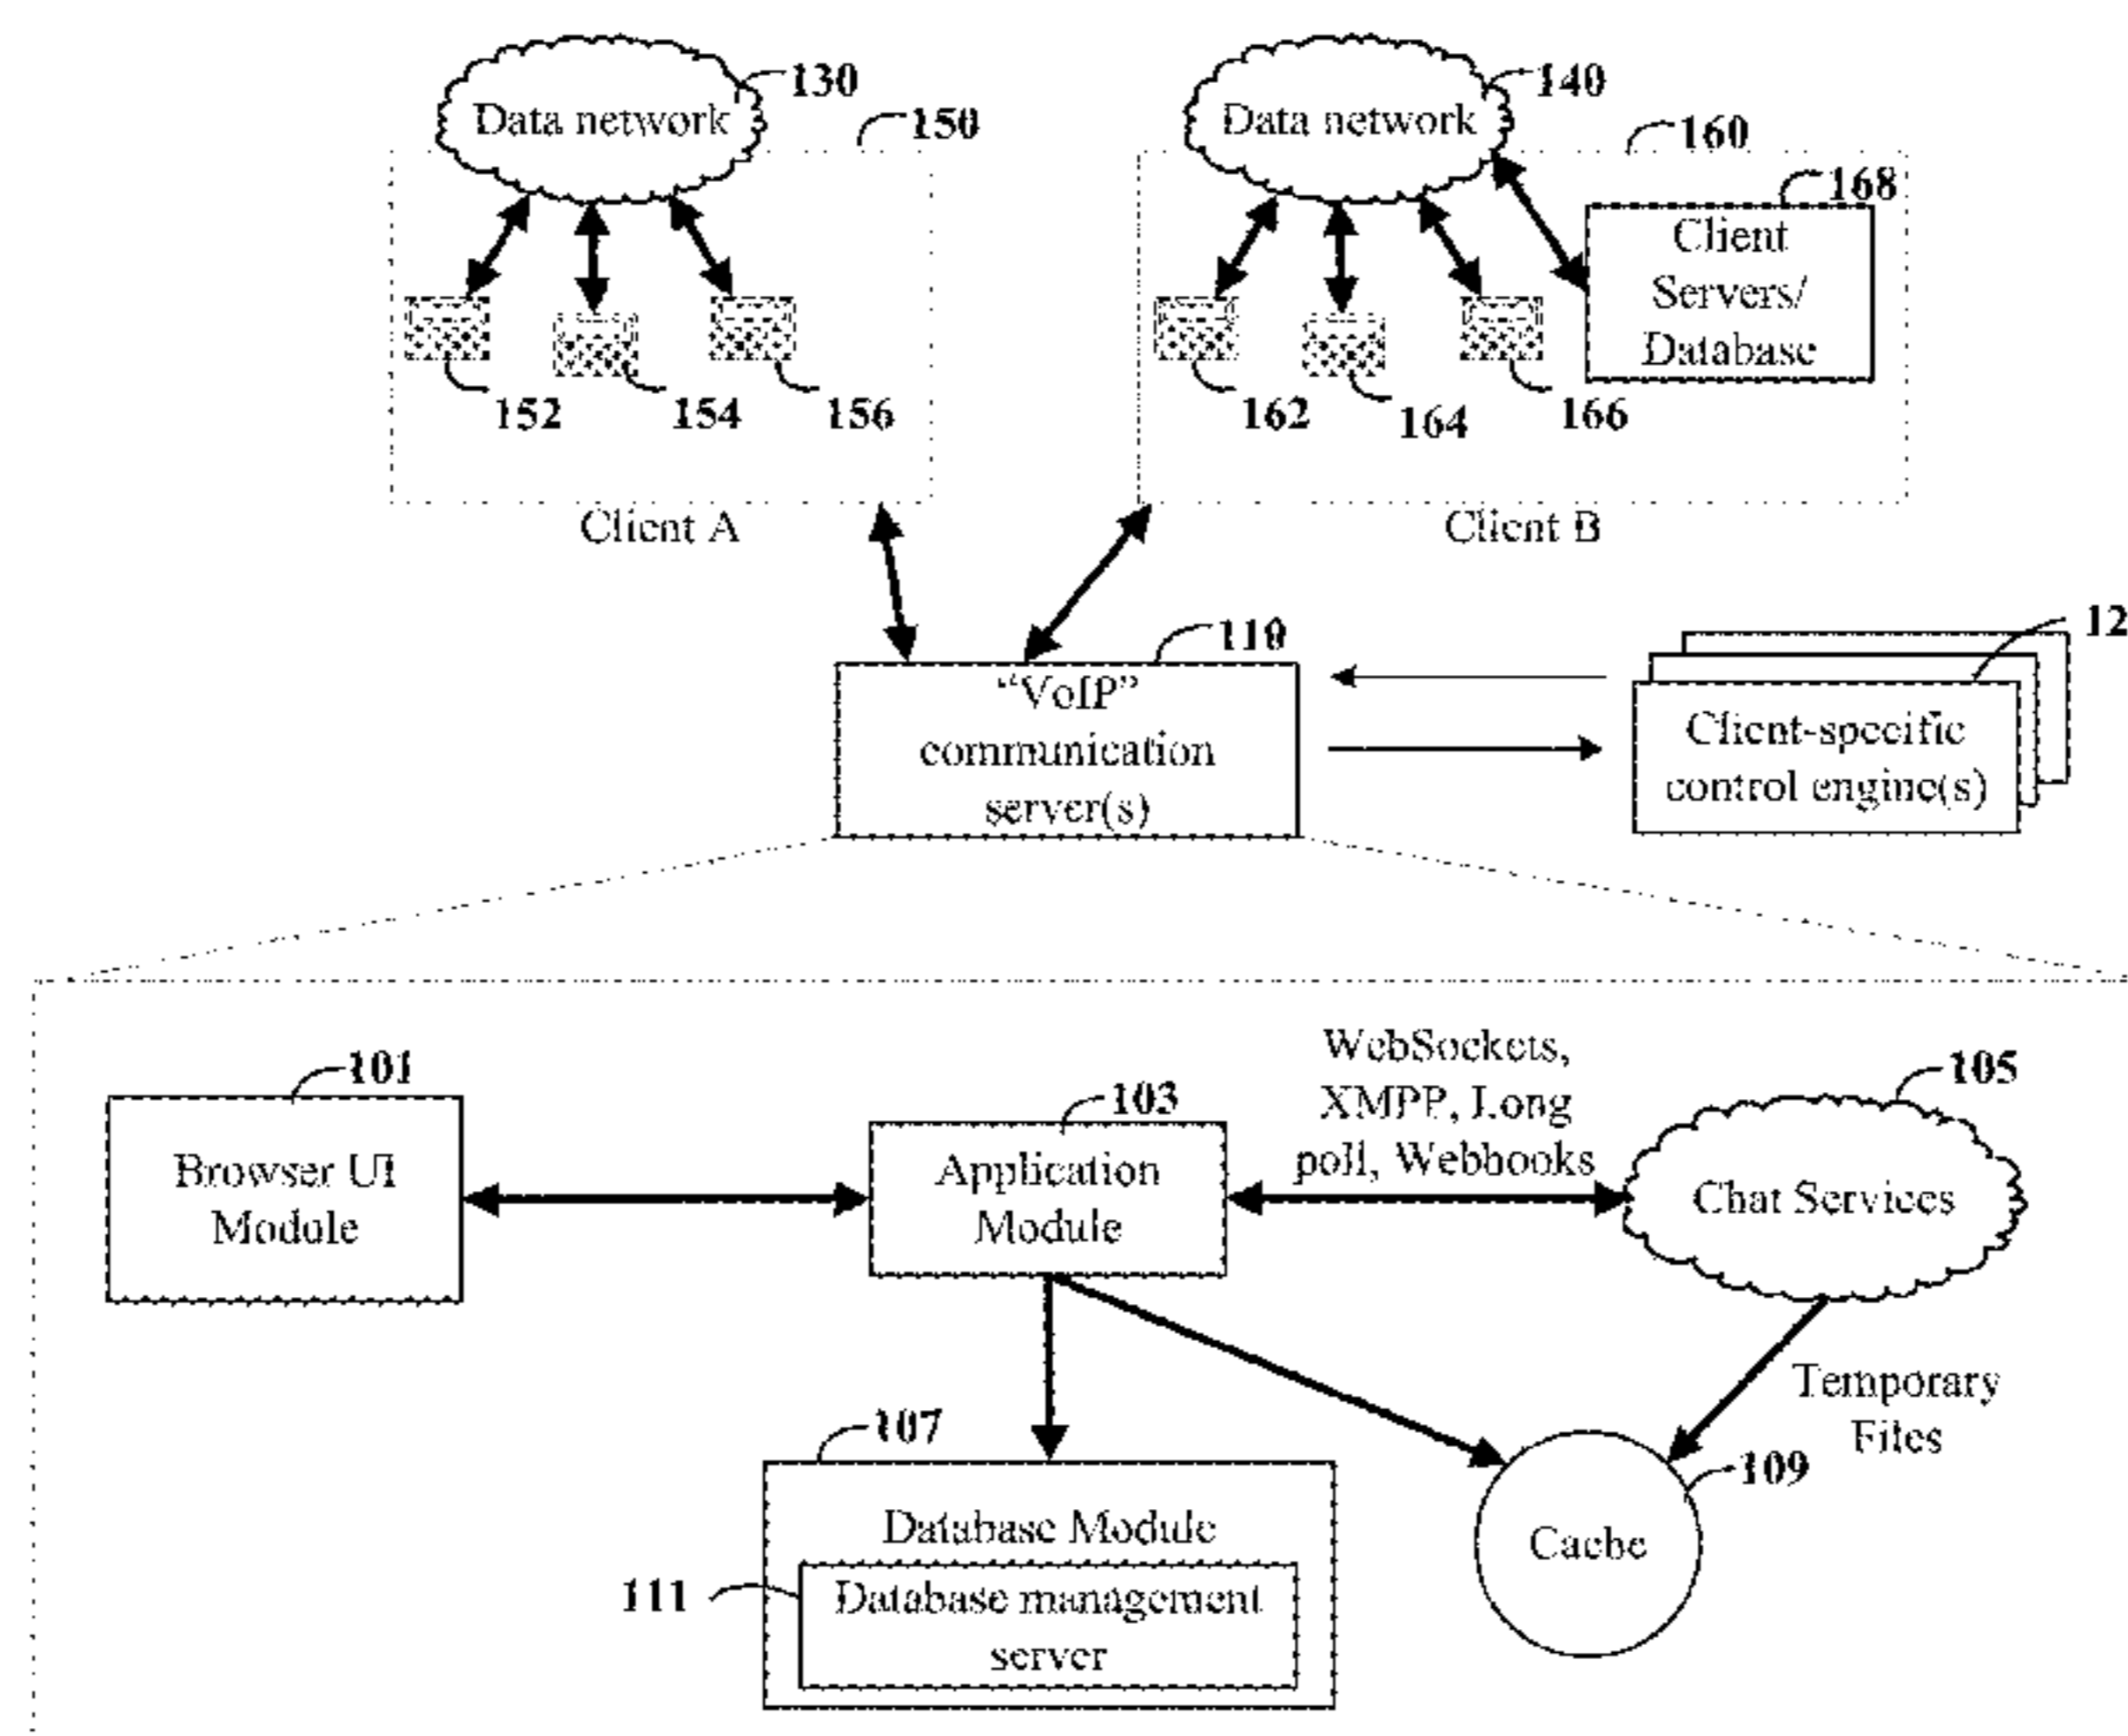 130
Data network
150
140
Data network
160
168
Client
Servers/
Database
152
154
156
162
164
166
Client A
Client B
110
"VoIP"
communication
server(s)
12
Client-specific
control engine(s)
101
Browser UI
Module
103
Application
Module
WebSockets,
XMPP, Long
poll, Webhooks
105
Chat Services
Temporary
Files
107
Database Module
111
Database management
server
109
Cache